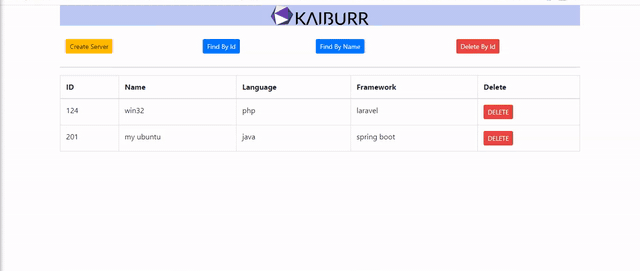 KAIBURR
Create Server Find By Id Find By Name Delete By Id
ID Name Language Framework Delete
124 win32 php laravel DELETE
201 my ubuntu java spring boot DELETE